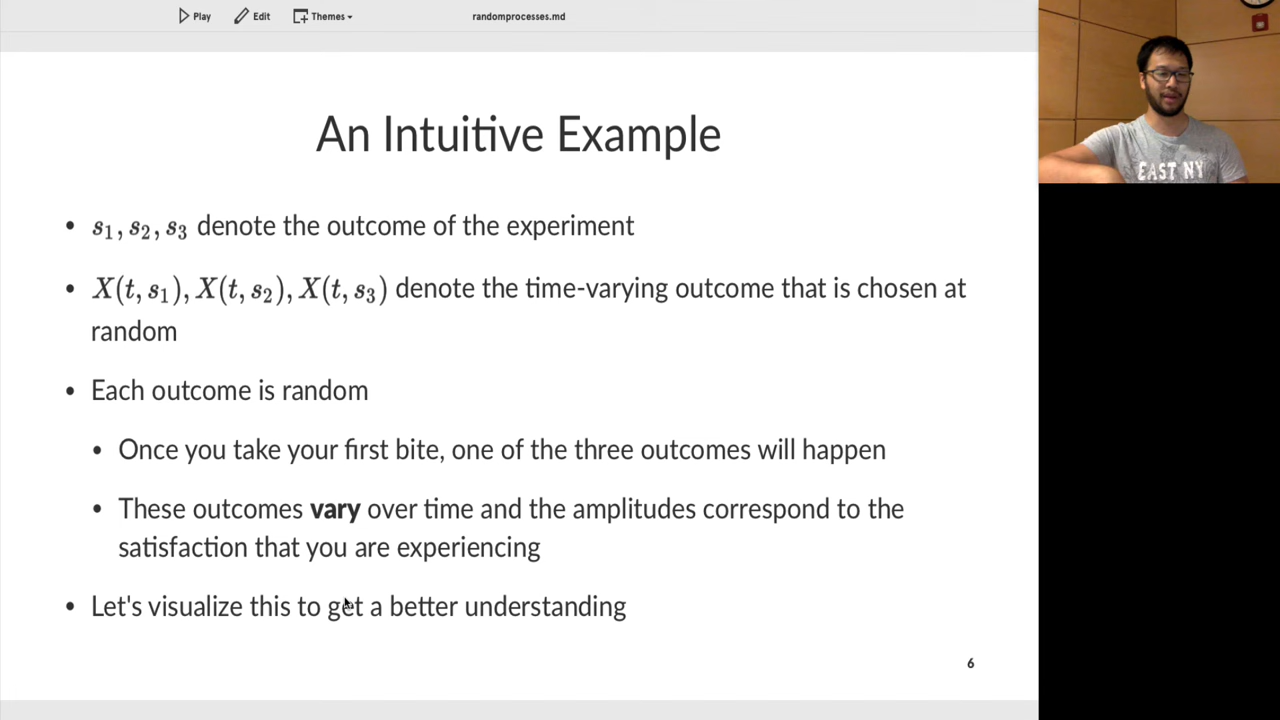 Play Edit Themes randomprocesses.md
An Intuitive Example
• s₁, s₂, s₃ denote the outcome of the experiment
• X(t, s₁), X(t, s₂), X(t, s₃) denote the time-varying outcome that is chosen at
random
• Each outcome is random
• Once you take your first bite, one of the three outcomes will happen
• These outcomes vary over time and the amplitudes correspond to the
satisfaction that you are experiencing
• Let's visualize this to get a better understanding
6
EAST NY